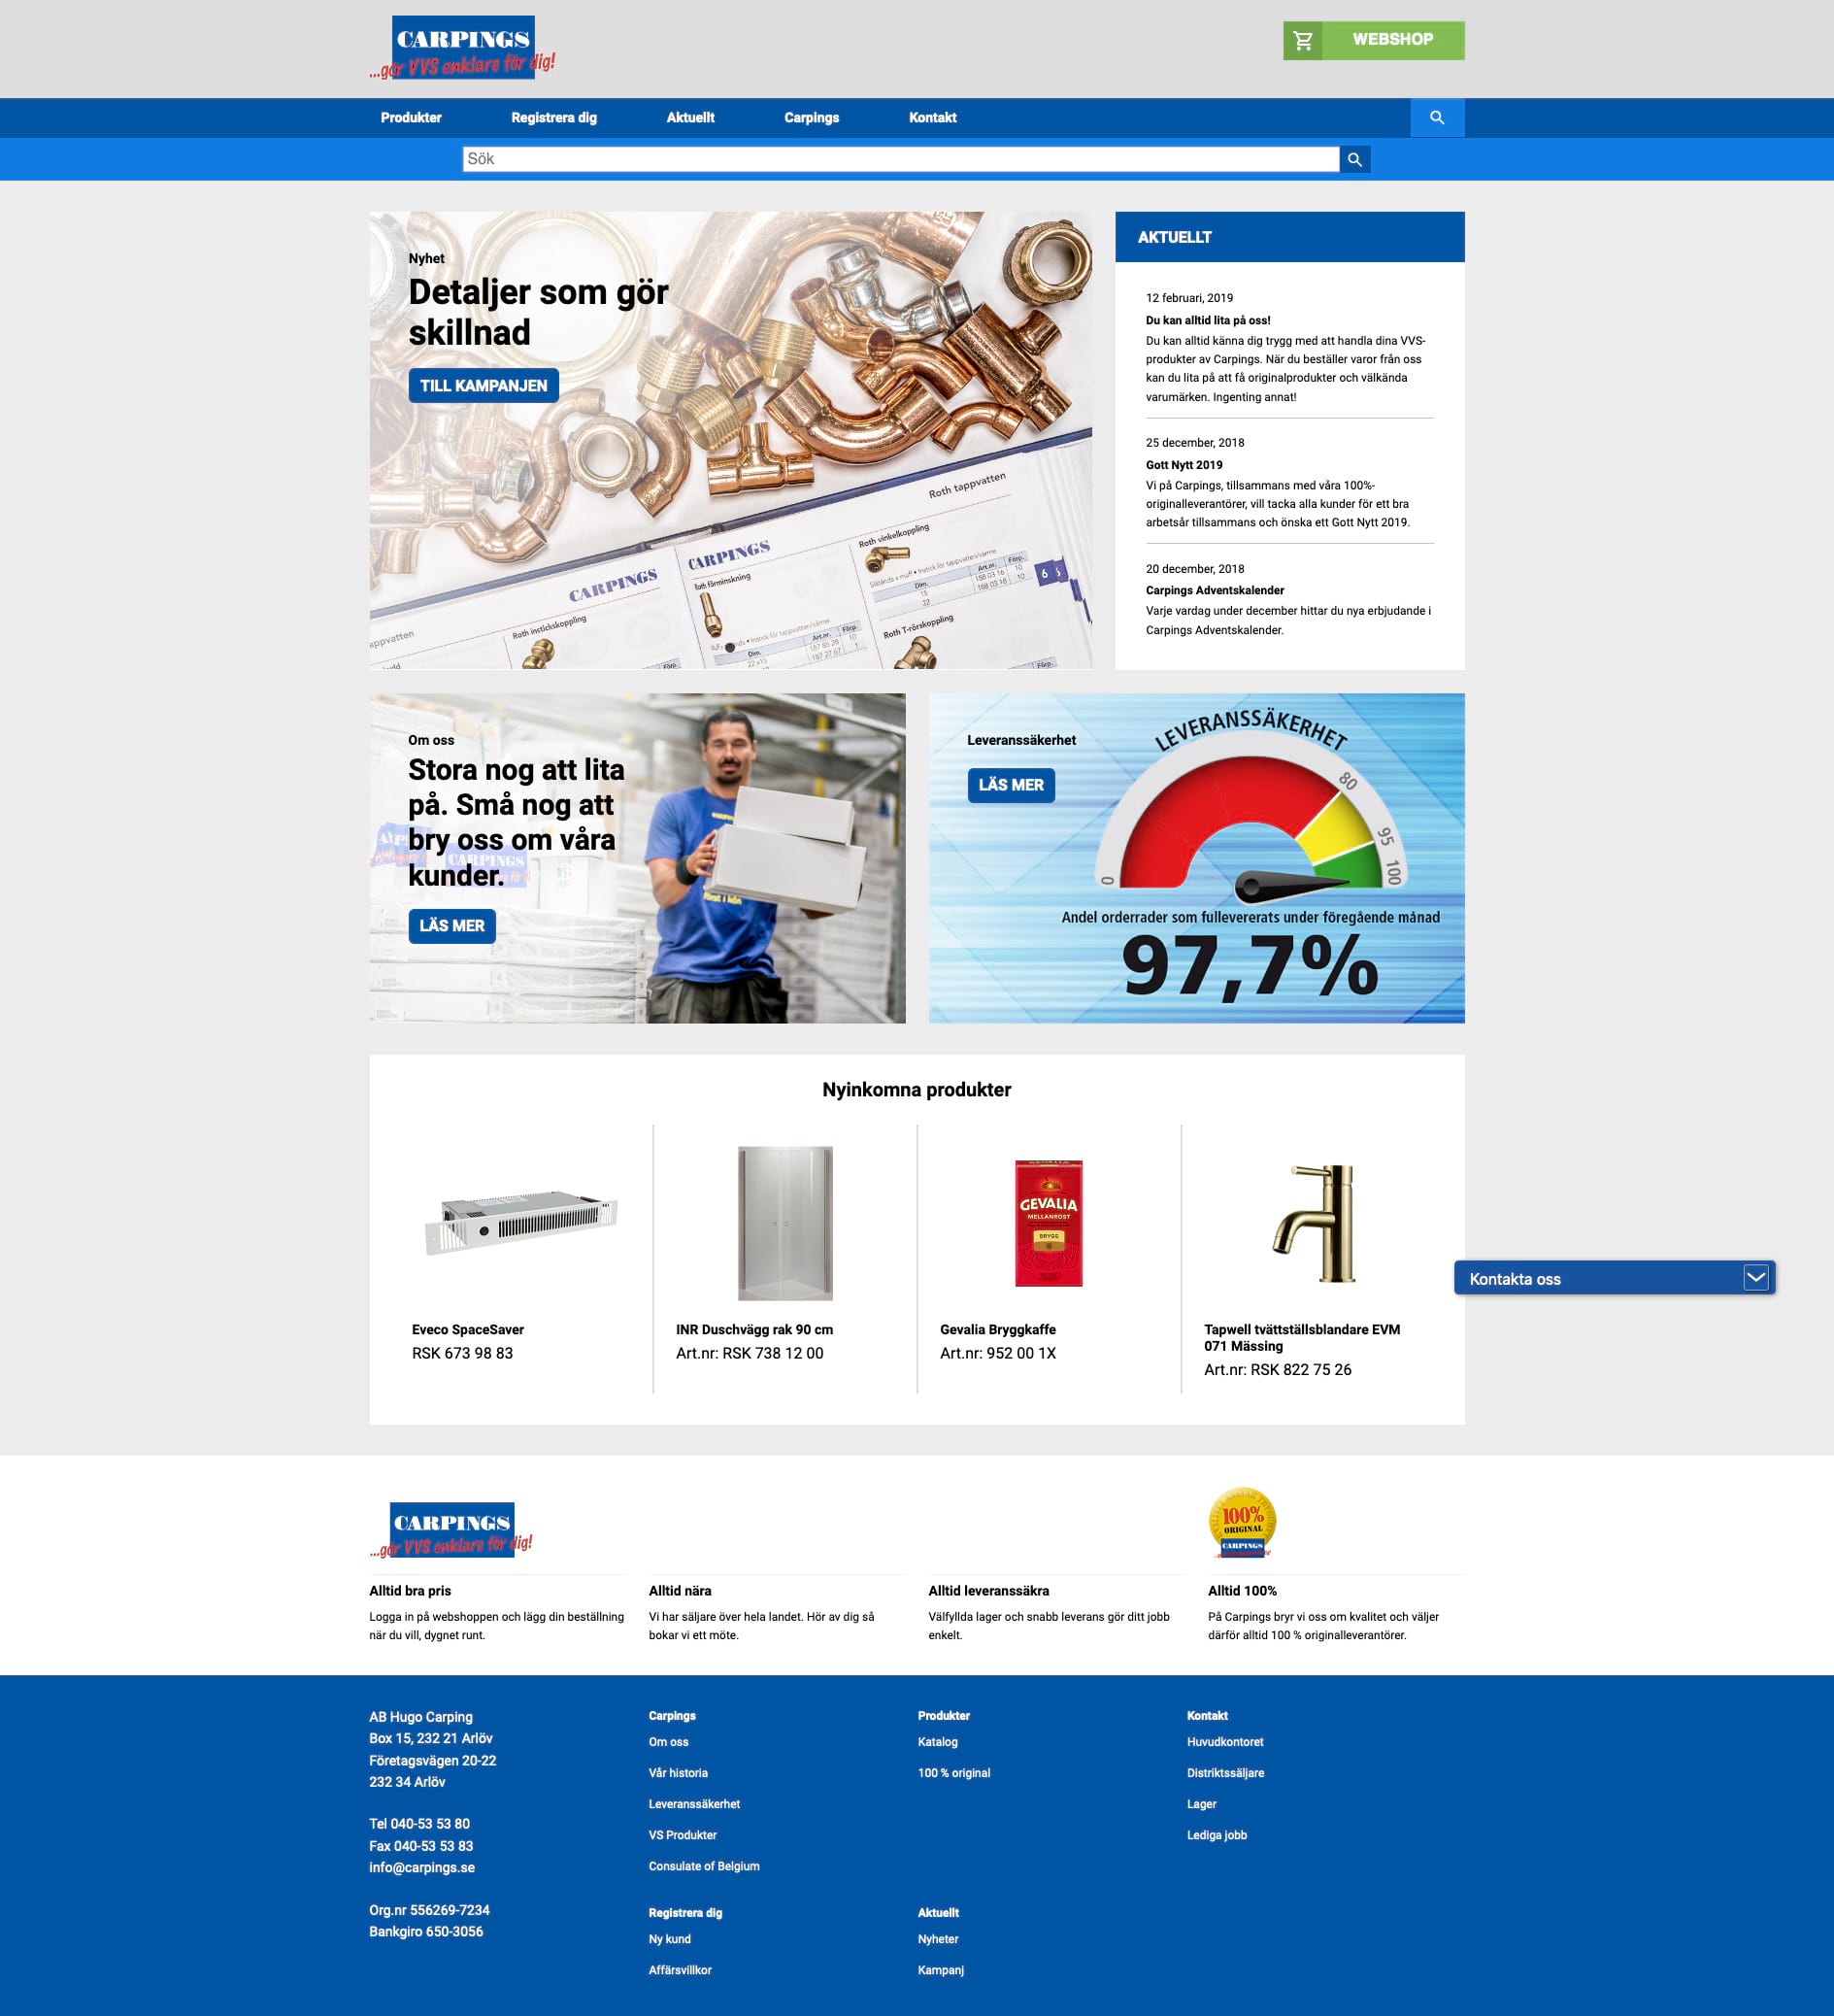 CARPINGS
...gör VVS enklare för dig!
WEBSHOP
Produkter
Registrera dig
Aktuellt
Carpings
Kontakt
Sök
Nyhet
Detaljer som gör
skillnad
TILL KAMPANJEN
Roth tappvatten
CARPINGS
CARPINGS
Roth förminskning
Roth vinkelkoppling
Roth instickskoppling
Roth T-rörskoppling
AKTUELLT
12 februari, 2019
Du kan alltid lita på oss!
Du kan alltid känna dig trygg med att handla dina VVS-
produkter av Carpings. När du beställer varor från oss
kan du lita på att få originalprodukter och välkända
varumärken. Ingenting annat!
25 december, 2018
Gott Nytt 2019
Vi på Carpings, tillsammans med våra 100%-
originalleverantörer, vill tacka alla kunder för ett bra
arbetsår tillsammans och önska ett Gott Nytt 2019.
20 december, 2018
Carpings Adventskalender
Varje vardag under december hittar du nya erbjudande i
Carpings Adventskalender.
Om oss
Stora nog att lita
på. Små nog att
bry oss om våra
kunder.
LÄS MER
CARPINGS
Leveranssäkerhet
LÄS MER
LEVERANSSÄKERHET
0
80
95
100
Andel orderrader som fullevererats under föregående månad
97,7%
Nyinkomna produkter
GEVALIA
MELLANROST
BRYGG
Eveco SpaceSaver
RSK 673 98 83
INR Duschvägg rak 90 cm
Art.nr: RSK 738 12 00
Gevalia Bryggkaffe
Art.nr: 952 00 1X
Tapwell tvättställsblandare EVM
071 Mässing
Art.nr: RSK 822 75 26
Kontakta oss
CARPINGS
...gör VVS enklare för dig!
100%
ORIGINAL
CARPINGS
Alltid bra pris
Logga in på webshoppen och lägg din beställning
när du vill, dygnet runt.
Alltid nära
Vi har säljare över hela landet. Hör av dig så
bokar vi ett möte.
Alltid leveranssäkra
Välfyllda lager och snabb leverans gör ditt jobb
enkelt.
Alltid 100%
På Carpings bryr vi oss om kvalitet och väljer
därför alltid 100 % originalleverantörer.
AB Hugo Carping
Box 15, 232 21 Arlöv
Företagsvägen 20-22
232 34 Arlöv
Tel 040-53 53 80
Fax 040-53 53 83
info@carpings.se
Org.nr 556269-7234
Bankgiro 650-3056
Carpings
Om oss
Vår historia
Leveranssäkerhet
VS Produkter
Consulate of Belgium
Produkter
Katalog
100 % original
Kontakt
Huvudkontoret
Distriktssäljare
Lager
Lediga jobb
Registrera dig
Ny kund
Affärsvillkor
Aktuellt
Nyheter
Kampanj